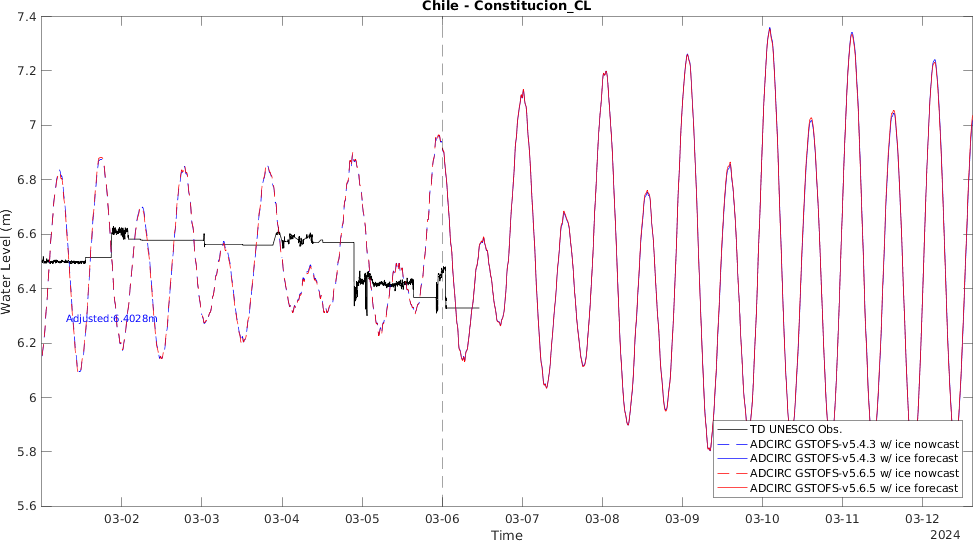 Chile - Constitucion_CL
7.4
7.2
7
6.8
6.6
6.4
6.2
6
5.8
5.6
Water Level (m)
Adjusted:6.4028m
TD UNESCO Obs.
ADCIRC GSTOFS-v5.4.3 w/ ice nowcast
ADCIRC GSTOFS-v5.4.3 w/ ice forecast
ADCIRC GSTOFS-v5.6.5 w/ ice nowcast
ADCIRC GSTOFS-v5.6.5 w/ ice forecast
03-02 03-03 03-04 03-05 03-06 03-07 03-08 03-09 03-10 03-11 03-12
Time
2024